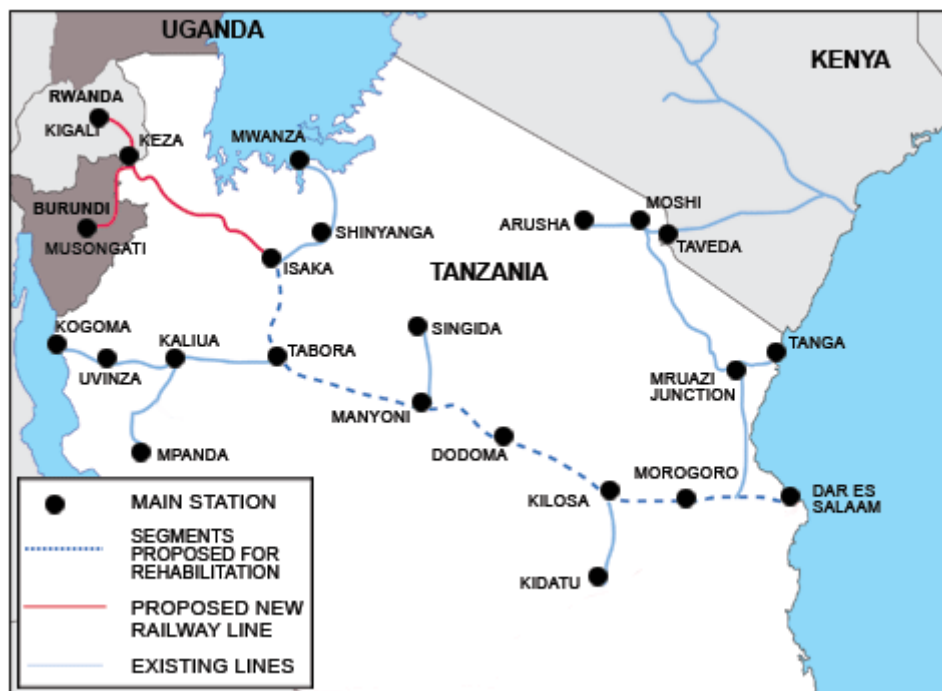 UGANDA
KENYA
RWANDA
KIGALI
KEZA
MWANZA
BURUNDI
MUSONGATI
SHINYANGA
ISAKA
ARUSHA
MOSHI
TAVEDA
TANZANIA
KOGOMA
UVINZA
KALIUA
TABORA
SINGIDA
TANGA
MRUAZI
JUNCTION
MANYONI
MPANDA
DODOMA
KILOSA
MOROGORO
DAR ES
SALAAM
KIDATU
MAIN STATION
SEGMENTS
PROPOSED FOR
REHABILITATION
PROPOSED NEW
RAILWAY LINE
EXISTING LINES